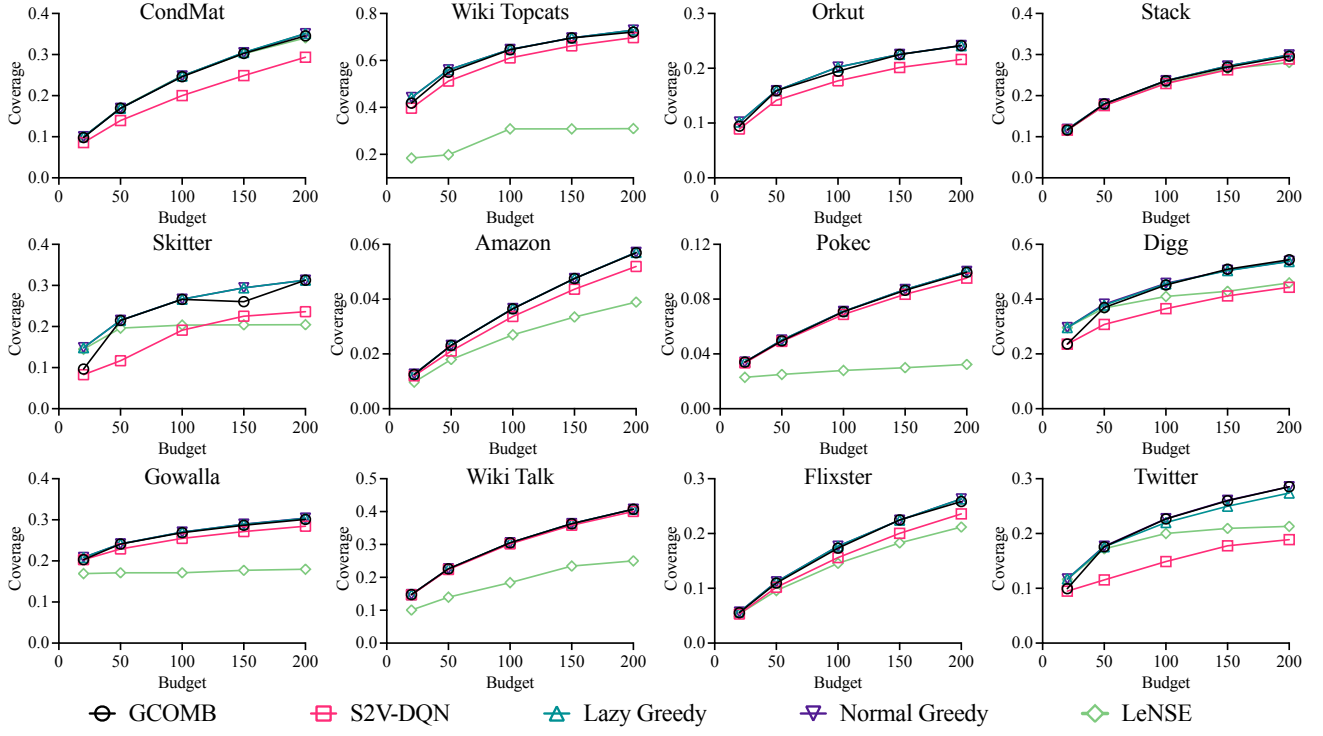 CondMat
Wiki Topcats
Orkut
Stack
Coverage
0.4
0.3
0.2
0.1
0.0
0 50 100 150 200
Budget
Coverage
0.8
0.6
0.4
0.2
0 50 100 150 200
Budget
Coverage
0.3
0.2
0.1
0.0
0 50 100 150 200
Budget
Coverage
0.4
0.3
0.2
0.1
0.0
0 50 100 150 200
Budget
Skitter
Amazon
Pokec
Digg
Coverage
0.4
0.3
0.2
0.1
0.0
0 50 100 150 200
Budget
Coverage
0.06
0.04
0.02
0.00
0 50 100 150 200
Budget
Coverage
0.12
0.08
0.04
0.00
0 50 100 150 200
Budget
Coverage
0.6
0.4
0.2
0.0
0 50 100 150 200
Budget
Gowalla
Wiki Talk
Flixster
Twitter
Coverage
0.4
0.3
0.2
0.1
0.0
0 50 100 150 200
Budget
Coverage
0.5
0.4
0.3
0.2
0.1
0.0
0 50 100 150 200
Budget
Coverage
0.3
0.2
0.1
0.0
0 50 100 150 200
Budget
Coverage
0.3
0.2
0.1
0.0
0 50 100 150 200
Budget
GCOMB S2V-DQN Lazy Greedy Normal Greedy LeNSE